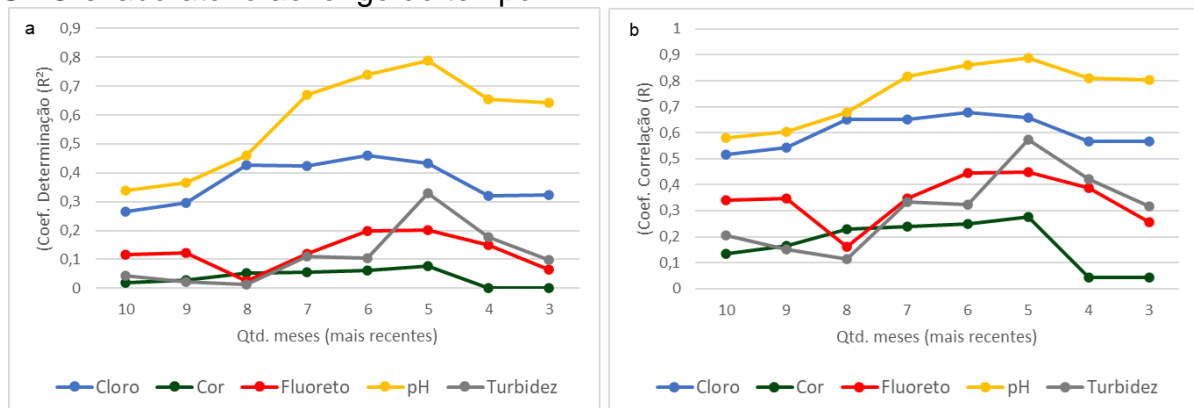 a
(Coef. Determinação (R²)
0,9
0,8
0,7
0,6
0,5
0,4
0,3
0,2
0,1
0
10 9 8 7 6 5 4 3
Qtd. meses (mais recentes)
Cloro Cor Fluoreto pH Turbidez
b
(Coef. Correlação (R)
1
0,9
0,8
0,7
0,6
0,5
0,4
0,3
0,2
0,1
0
10 9 8 7 6 5 4 3
Qtd. meses (mais recentes)
Cloro Cor Fluoreto pH Turbidez